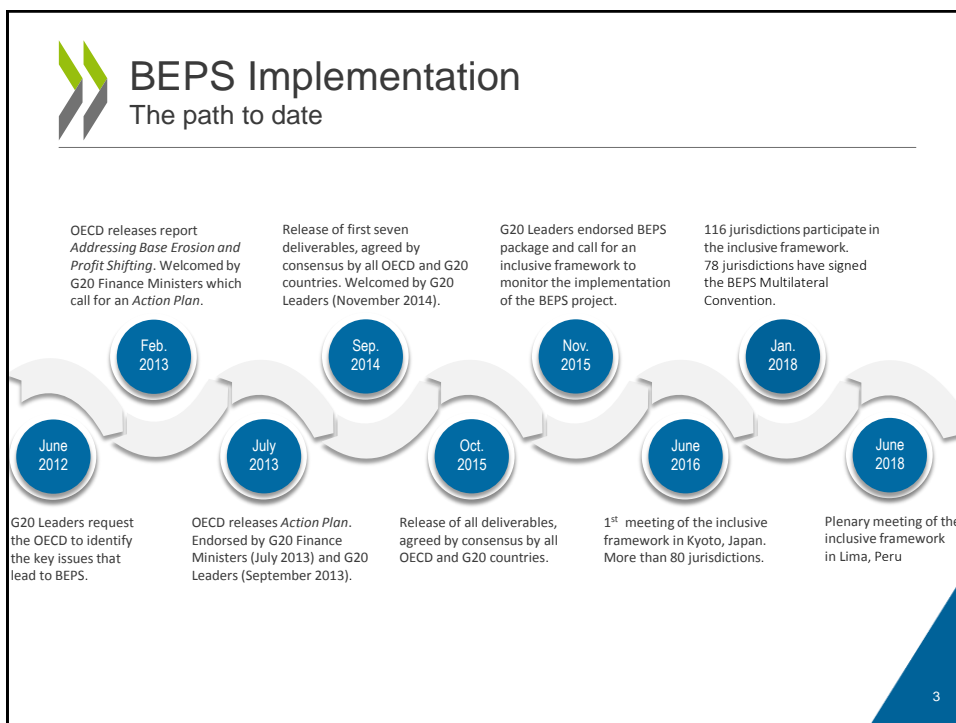 BEPS Implementation
The path to date
OECD releases report
Addressing Base Erosion and
Profit Shifting. Welcomed by
G20 Finance Ministers which
call for an Action Plan.
Release of first seven
deliverables, agreed by
consensus by all OECD and G20
countries. Welcomed by G20
Leaders (November 2014).
G20 Leaders endorsed BEPS
package and call for an
inclusive framework to
monitor the implementation
of the BEPS project.
116 jurisdictions participate in
the inclusive framework.
78 jurisdictions have signed
the BEPS Multilateral
Convention.
Feb.
2013
Sep.
2014
Nov.
2015
Jan.
2018
June
2012
July
2013
Oct.
2015
June
2016
June
2018
G20 Leaders request
the OECD to identify
the key issues that
lead to BEPS.
OECD releases Action Plan.
Endorsed by G20 Finance
Ministers (July 2013) and G20
Leaders (September 2013).
Release of all deliverables,
agreed by consensus by all
OECD and G20 countries.
1st meeting of the inclusive
framework in Kyoto, Japan.
More than 80 jurisdictions.
Plenary meeting of the
inclusive framework
in Lima, Peru
3